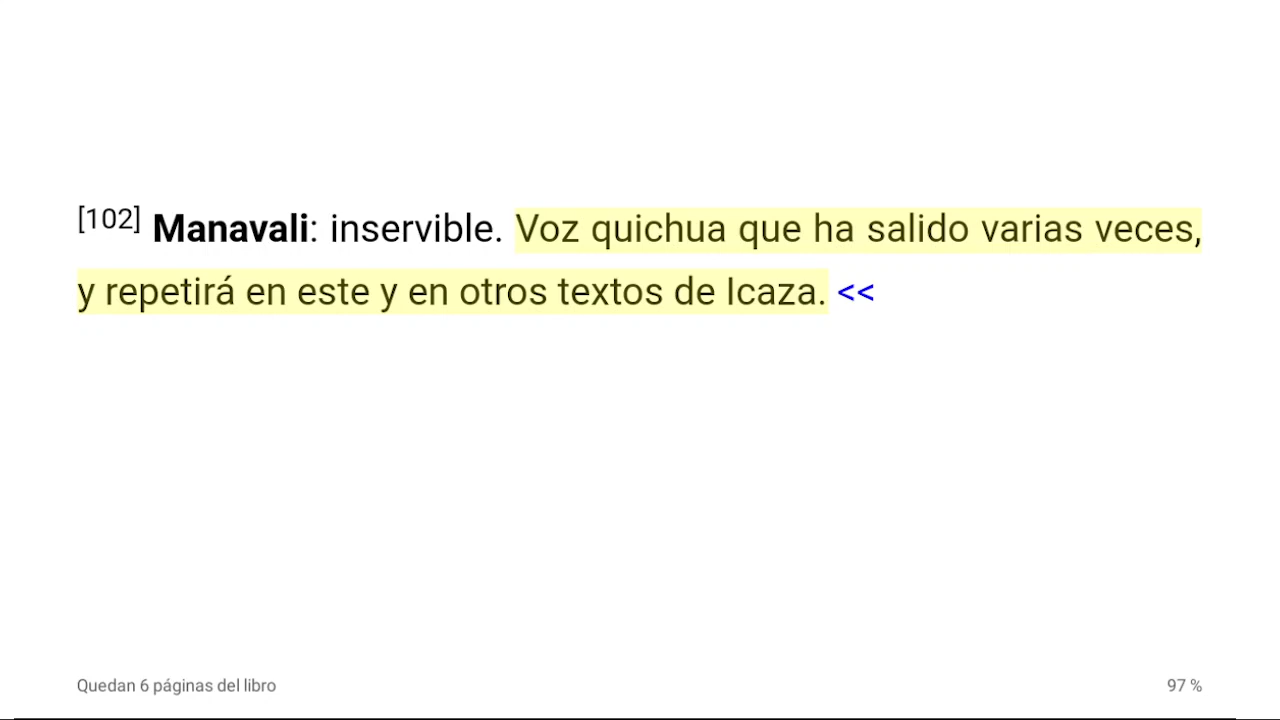 [102] Manavali: inservible. Voz quichua que ha salido varias veces,
y repetirá en este y en otros textos de Icaza. <<
Quedan 6 páginas del libro
97 %